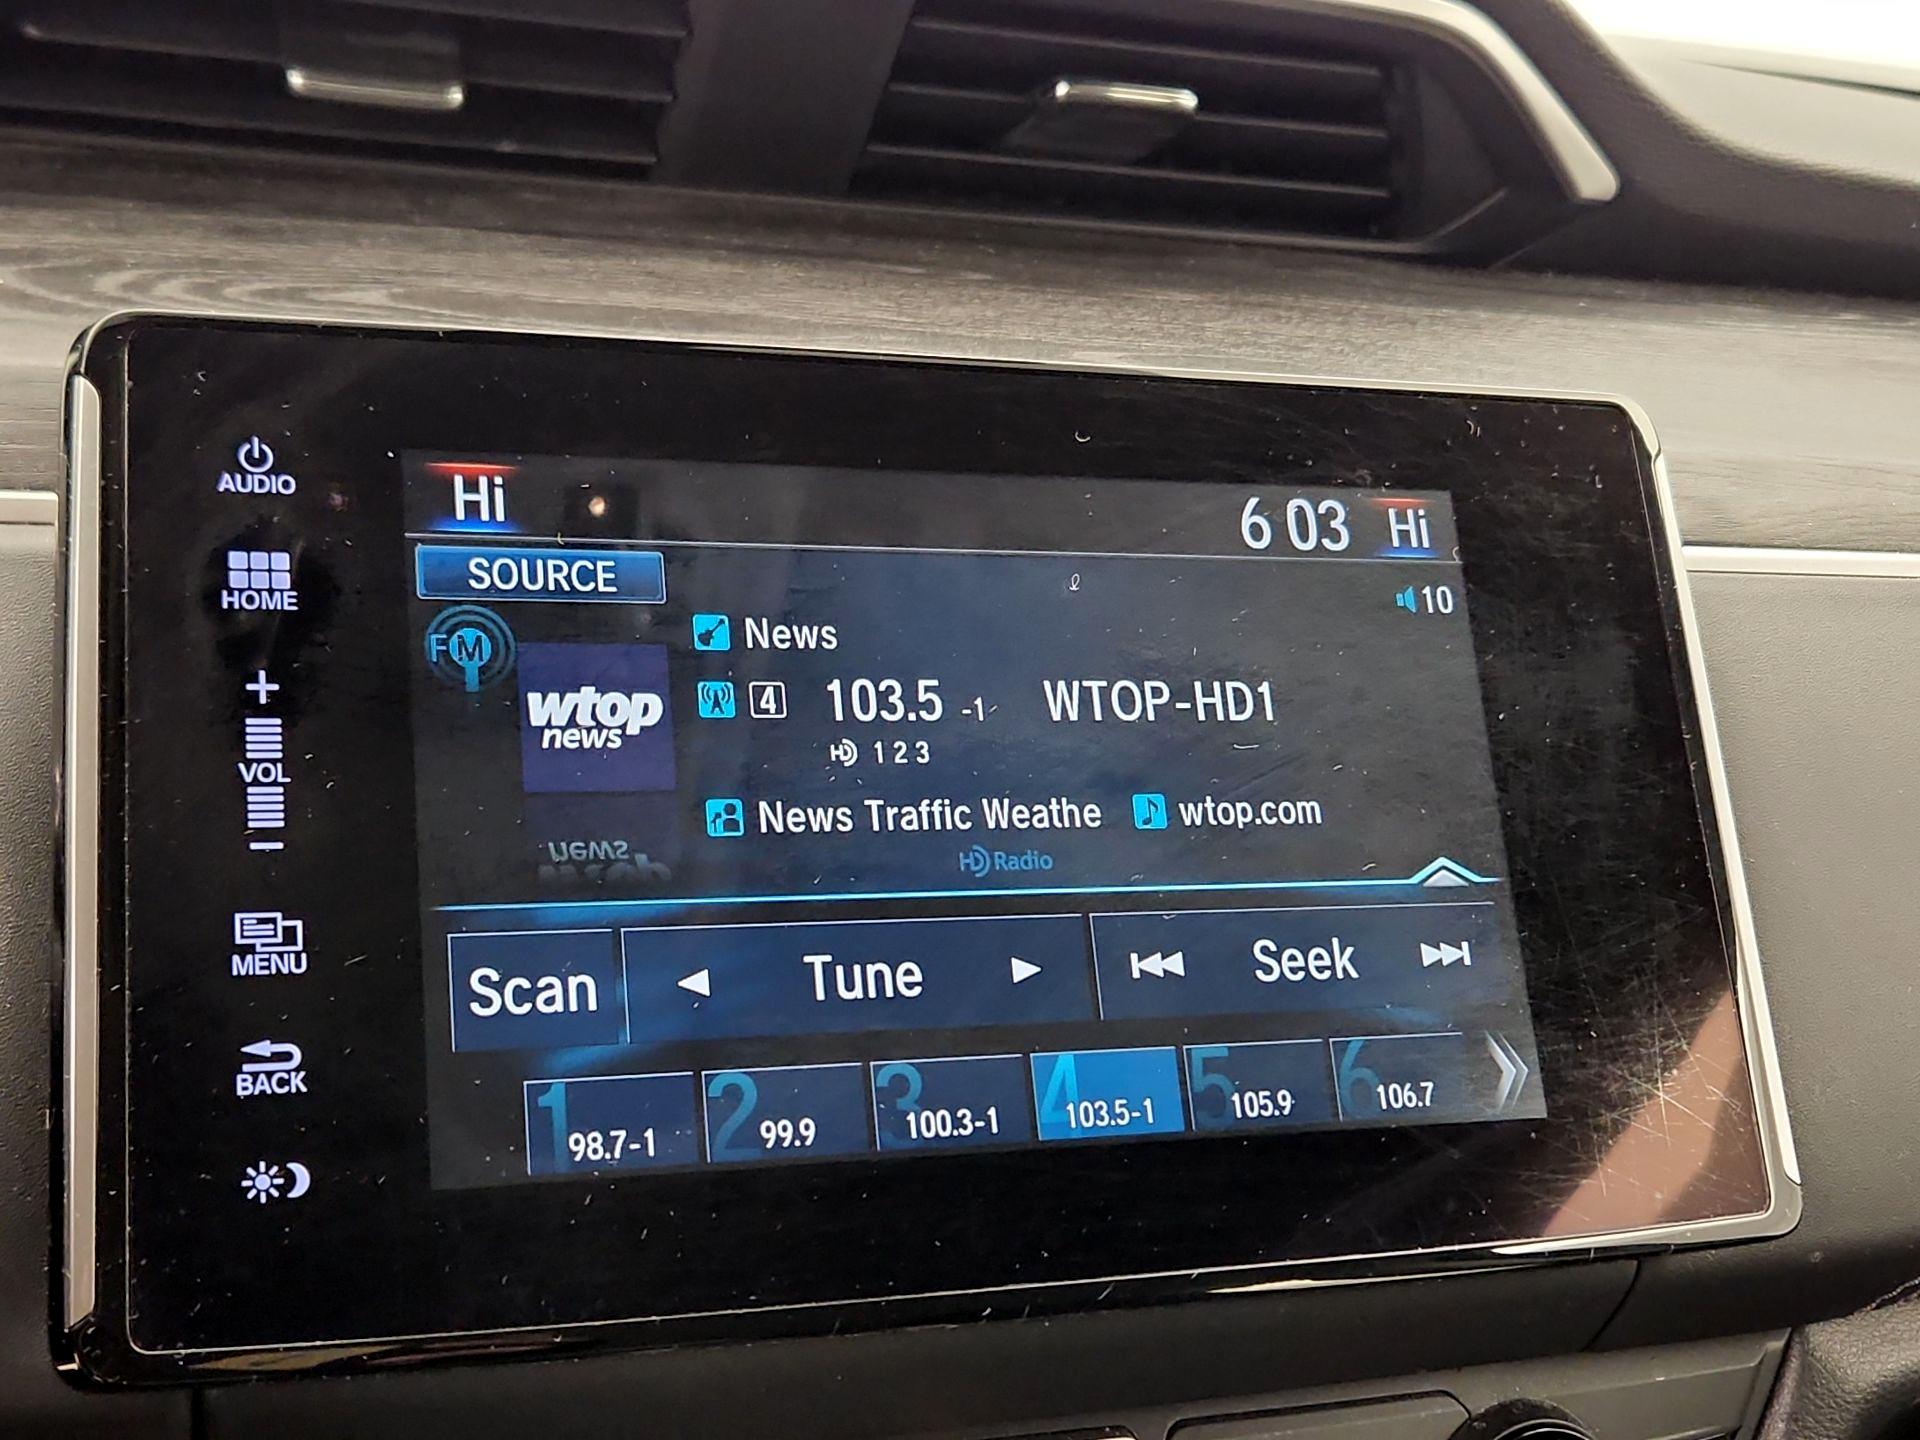 AUDIO
HOME
+
VOL
−
MENU
BACK
Hi
6 03 Hi
SOURCE
10
FM
wtop
news
News
4 103.5 -1 WTOP-HD1
HD 1 2 3
News Traffic Weathe wtop.com
HD Radio
Scan Tune Seek
1 98.7-1
2 99.9
3 100.3-1
4 103.5-1
5 105.9
6 106.7